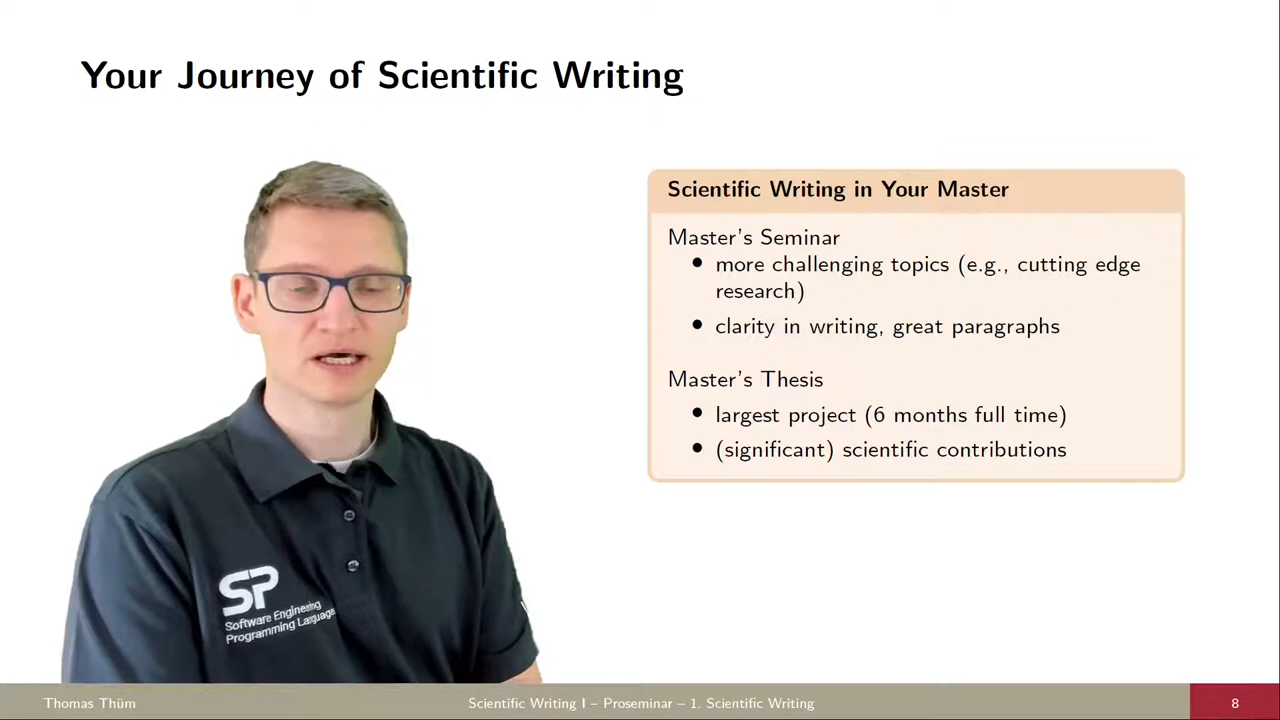 Your Journey of Scientific Writing
Scientific Writing in Your Master
Master's Seminar
• more challenging topics (e.g., cutting edge
research)
• clarity in writing, great paragraphs
Master's Thesis
• largest project (6 months full time)
• (significant) scientific contributions
SP
Software Engineering
Programming Language
Thomas Thüm
Scientific Writing I – Proseminar – 1. Scientific Writing
8